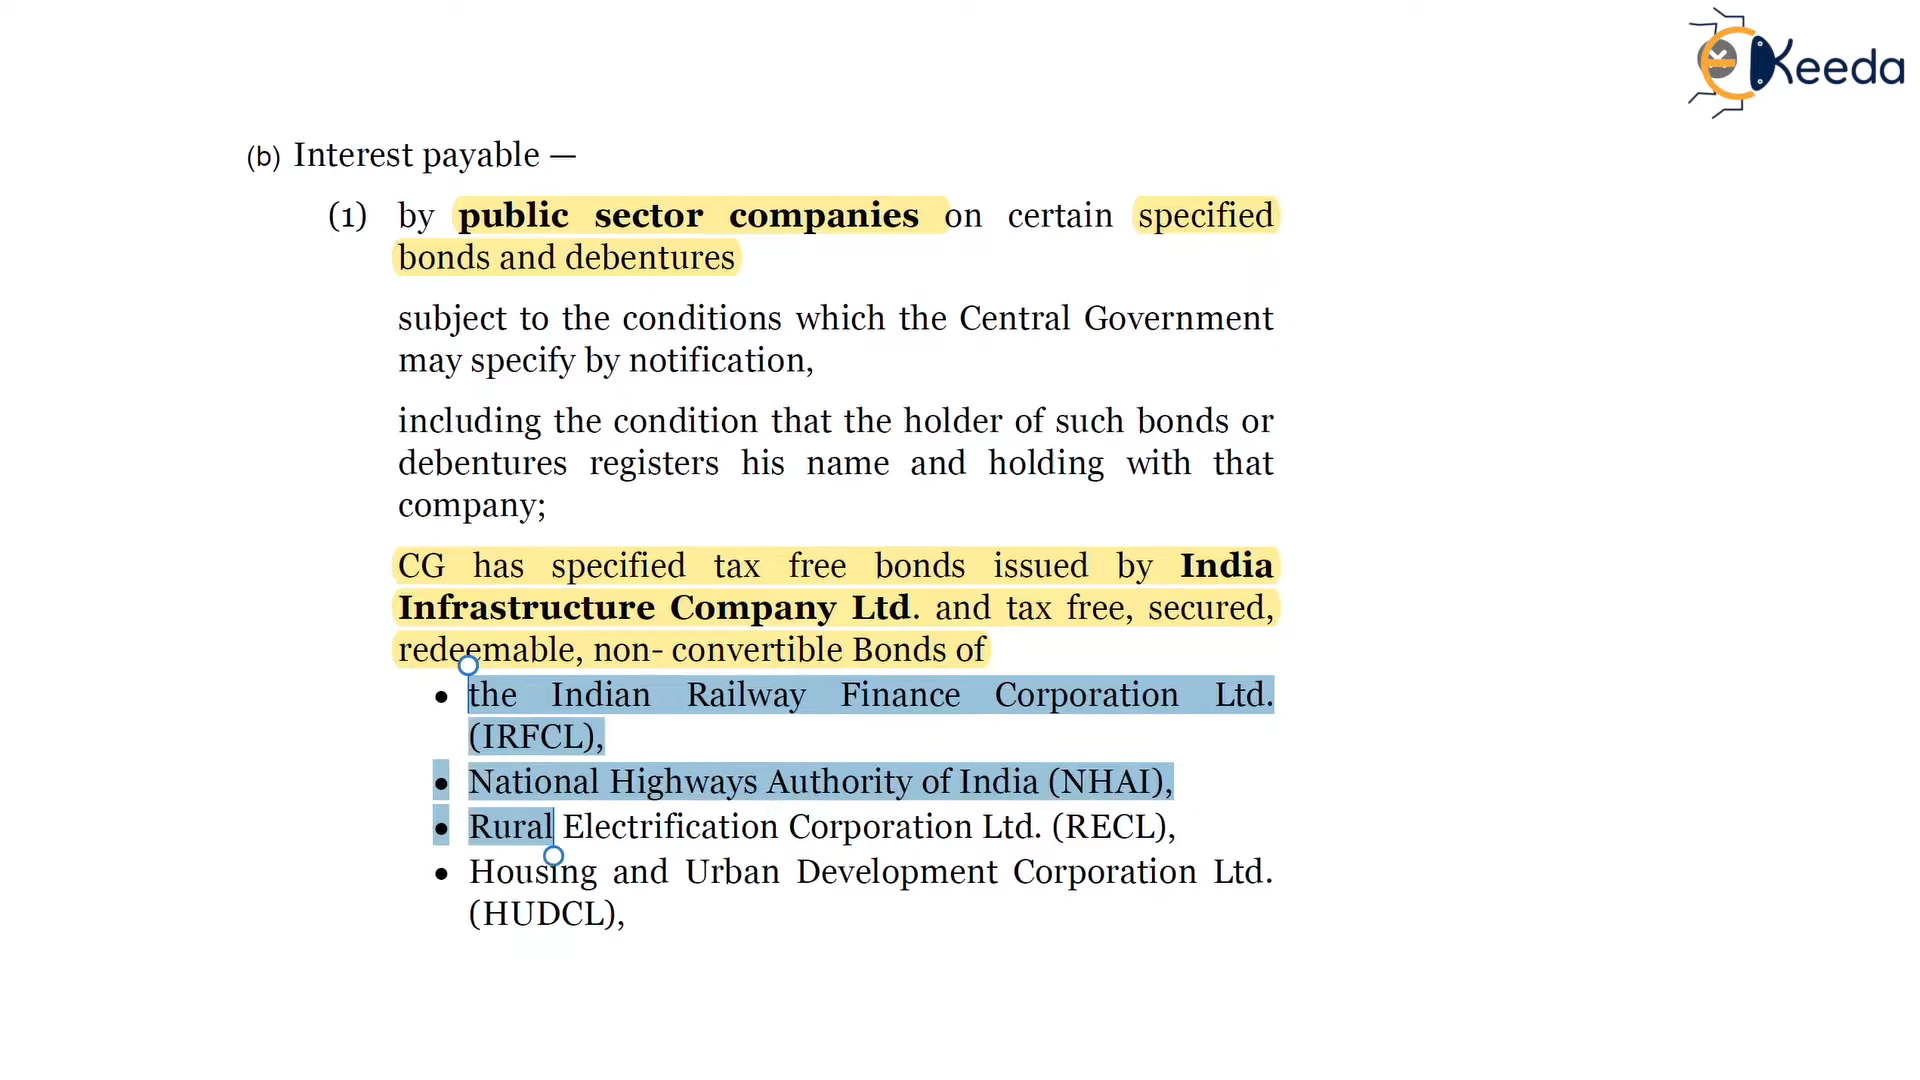 Keeda
(b) Interest payable —
(1) by public sector companies on certain specified
bonds and debentures
subject to the conditions which the Central Government
may specify by notification,
including the condition that the holder of such bonds or
debentures registers his name and holding with that
company;
CG has specified tax free bonds issued by India
Infrastructure Company Ltd. and tax free, secured,
redeemable, non- convertible Bonds of
• the Indian Railway Finance Corporation Ltd.
(IRFCL),
• National Highways Authority of India (NHAI),
• Rural Electrification Corporation Ltd. (RECL),
• Housing and Urban Development Corporation Ltd.
(HUDCL),